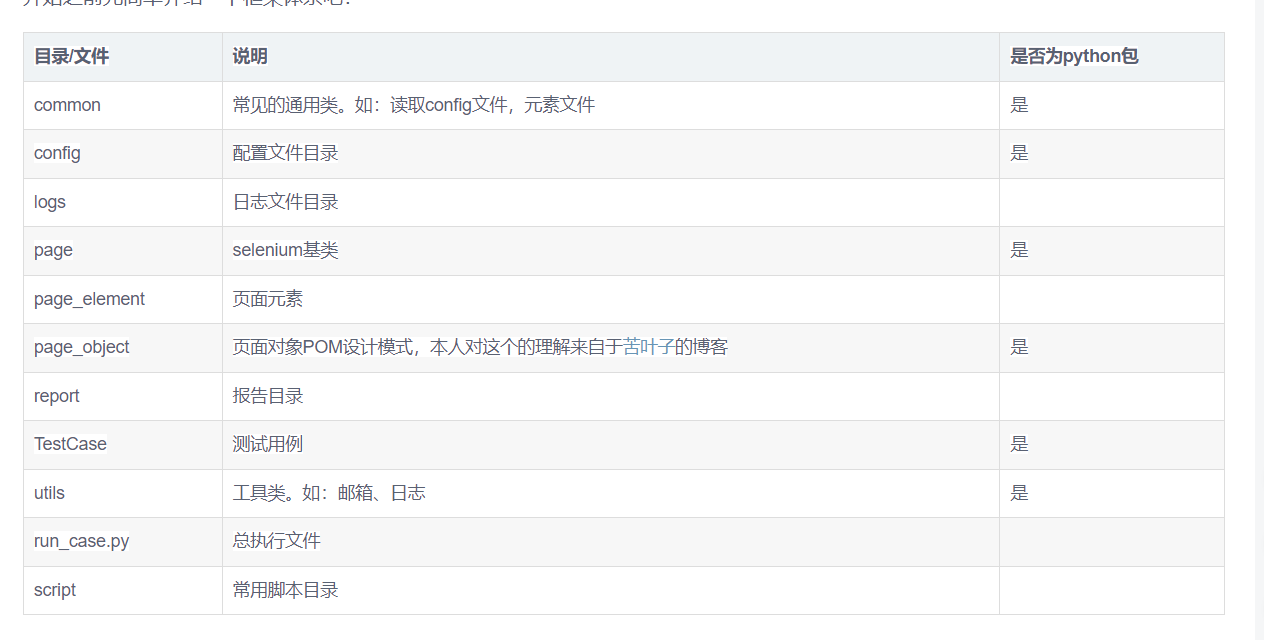 目录/文件 说明 是否为python包
common 常见的通用类。如：读取config文件，元素文件 是
config 配置文件目录 是
logs 日志文件目录
page selenium基类 是
page_element 页面元素
page_object 页面对象POM设计模式，本人对这个的理解来自于苦叶子的博客 是
report 报告目录
TestCase 测试用例 是
utils 工具类。如：邮箱、日志 是
run_case.py 总执行文件
script 常用脚本目录